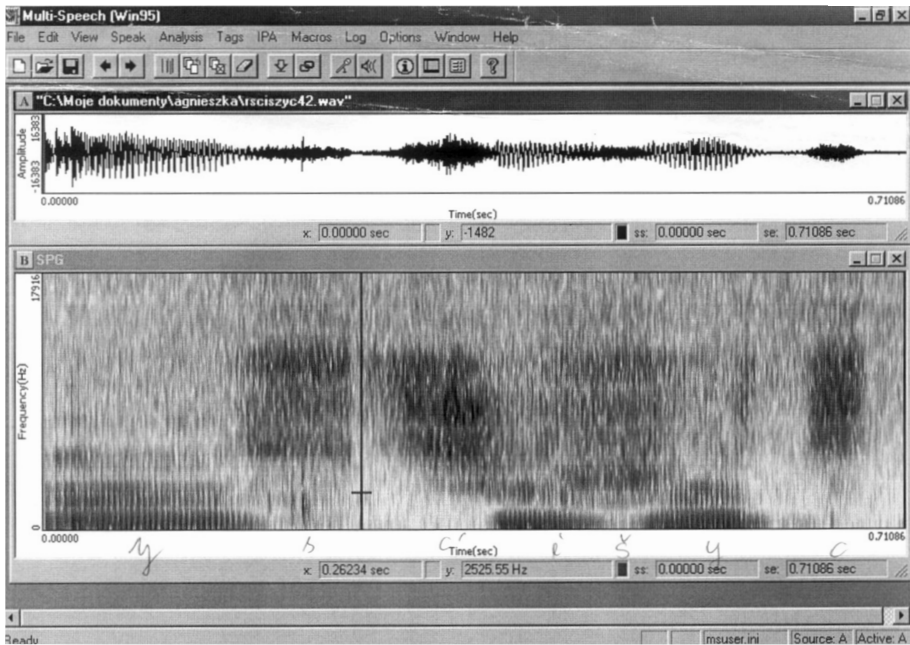 Multi-Speech (Win95)
File Edit View Speak Analysis Tags IPA Macros Log Options Window Help
A "C:\Moje dokumenty\agnieszka\rsciszyc42.wav"
Amplitude
-16383 16383
0.00000 0.71086
Time(sec)
x: 0.00000 sec y: -1482 ss: 0.00000 sec se: 0.71086 sec
B SPG
Frequency(Hz)
0 17916
0.00000 0.71086
y s ć i š y c
Time(sec)
x: 0.26234 sec y: 2525.55 Hz ss: 0.00000 sec se: 0.71086 sec
Ready msuser.ini Source: A Active: A